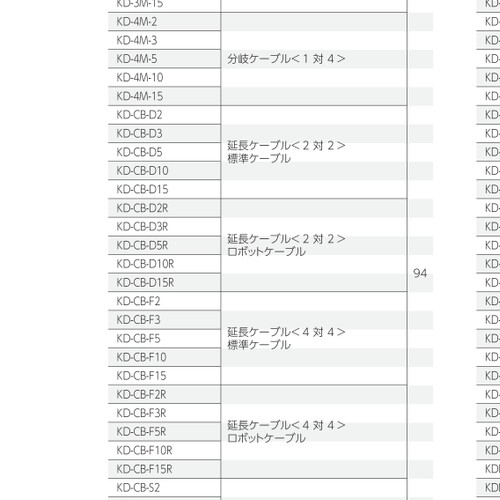 KD-3M-15
KD-4M-2
KD-4M-3
KD-4M-5
KD-4M-10
KD-4M-15
分岐ケーブル＜1 対 4＞
KD-CB-D2
KD-CB-D3
KD-CB-D5
KD-CB-D10
KD-CB-D15
延長ケーブル＜2 対 2＞
標準ケーブル
KD-CB-D2R
KD-CB-D3R
KD-CB-D5R
KD-CB-D10R
KD-CB-D15R
延長ケーブル＜2 対 2＞
ロボットケーブル
94
KD-CB-F2
KD-CB-F3
KD-CB-F5
KD-CB-F10
KD-CB-F15
延長ケーブル＜4 対 4＞
標準ケーブル
KD-CB-F2R
KD-CB-F3R
KD-CB-F5R
KD-CB-F10R
KD-CB-F15R
延長ケーブル＜4 対 4＞
ロボットケーブル
KD-CB-S2